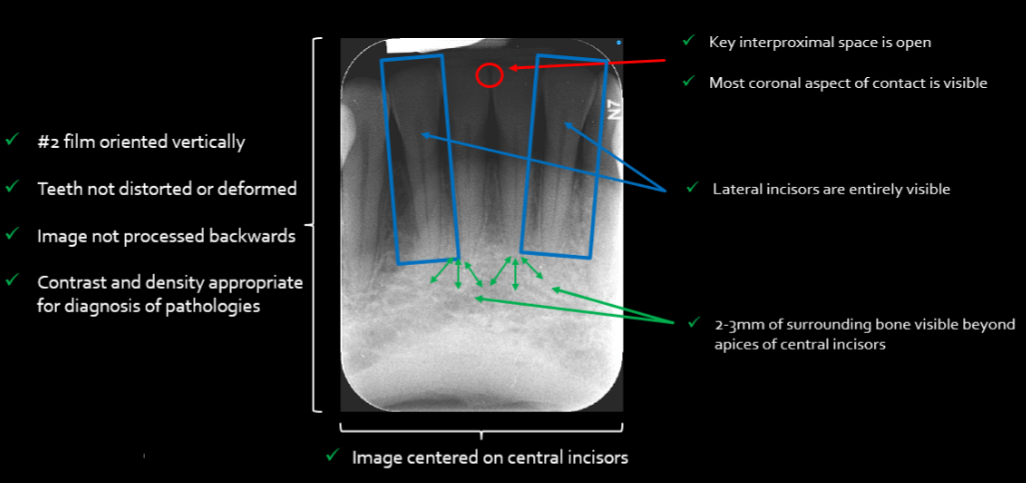 Key interproximal space is open
Most coronal aspect of contact is visible
#2 film oriented vertically
Teeth not distorted or deformed
Image not processed backwards
Contrast and density appropriate
for diagnosis of pathologies
Lateral incisors are entirely visible
2-3mm of surrounding bone visible beyond
apices of central incisors
Image centered on central incisors